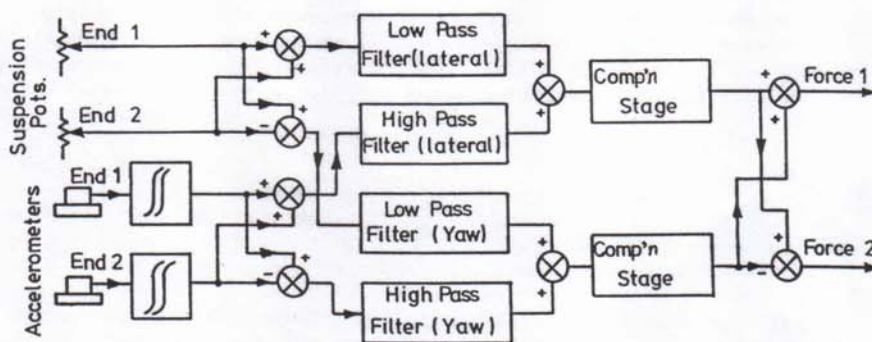 Suspension
Pots.
End 1
End 2
Accelerometers
End 1
∬
End 2
∬
+
+
+
−
+
+
+
−
Low Pass
Filter(lateral)
High Pass
Filter (lateral)
Low Pass
Filter (Yaw)
High Pass
Filter (Yaw)
+
+
+
+
Comp'n
Stage
Comp'n
Stage
+
+
Force 1
+
−
Force 2